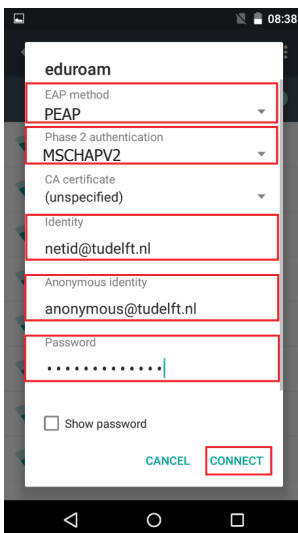 08:38
eduroam
EAP method
PEAP
Phase 2 authentication
MSCHAPV2
CA certificate
(unspecified)
Identity
netid@tudelft.nl
Anonymous identity
anonymous@tudelft.nl
Password
•••••••••••••
Show password
CANCEL CONNECT